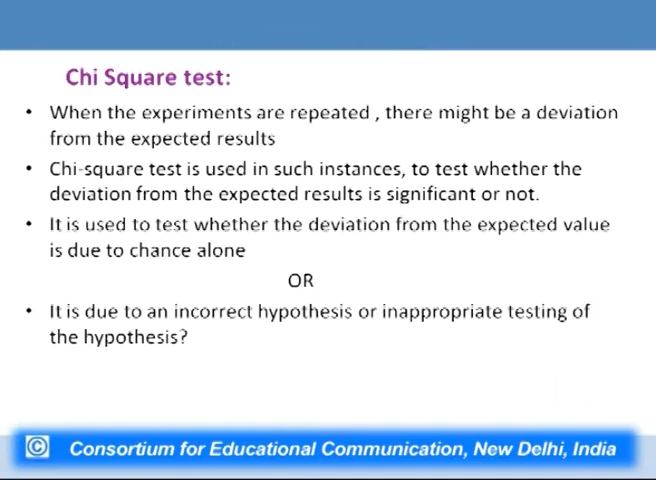 Chi Square test:
• When the experiments are repeated , there might be a deviation
from the expected results
• Chi-square test is used in such instances, to test whether the
deviation from the expected results is significant or not.
• It is used to test whether the deviation from the expected value
is due to chance alone
OR
• It is due to an incorrect hypothesis or inappropriate testing of
the hypothesis?
© Consortium for Educational Communication, New Delhi, India